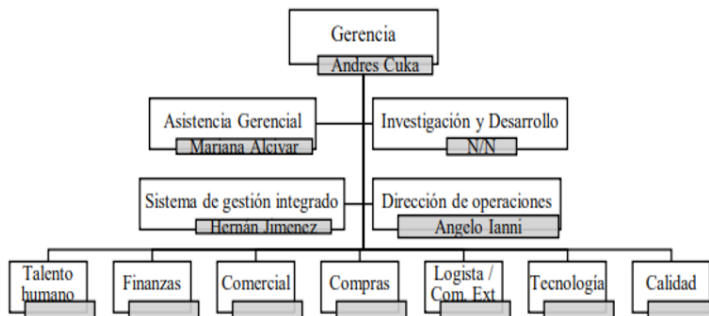 Gerencia
Andres Cuka
Asistencia Gerencial
Mariana Alcivar
Investigación y Desarrollo
N/N
Sistema de gestión integrado
Hernán Jimenez
Dirección de operaciones
Angelo Ianni
Talento
humano
Finanzas
Comercial
Compras
Logista /
Com. Ext
Tecnología
Calidad